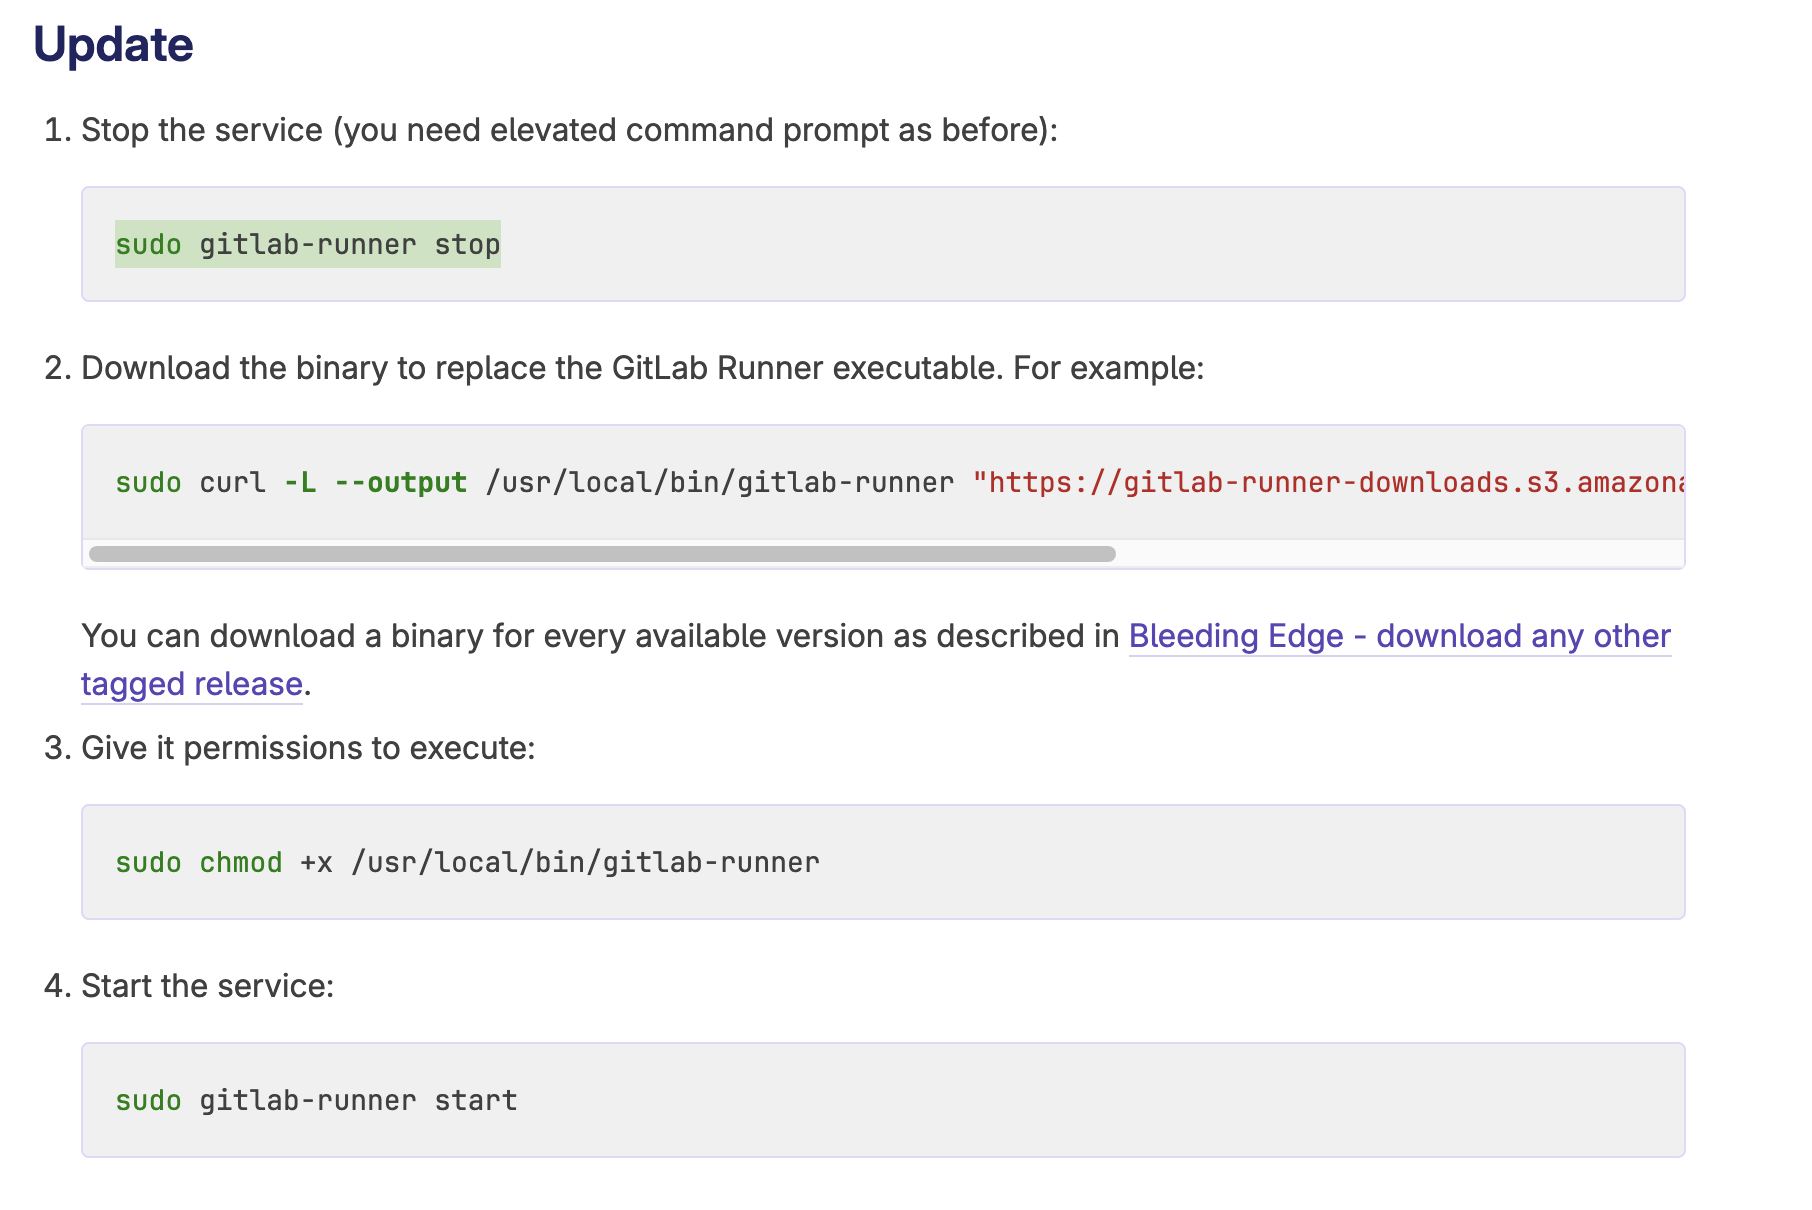 Update
1. Stop the service (you need elevated command prompt as before):
sudo gitlab-runner stop
2. Download the binary to replace the GitLab Runner executable. For example:
sudo curl -L --output /usr/local/bin/gitlab-runner "https://gitlab-runner-downloads.s3.amazona
You can download a binary for every available version as described in Bleeding Edge - download any other
tagged release.
3. Give it permissions to execute:
sudo chmod +x /usr/local/bin/gitlab-runner
4. Start the service:
sudo gitlab-runner start